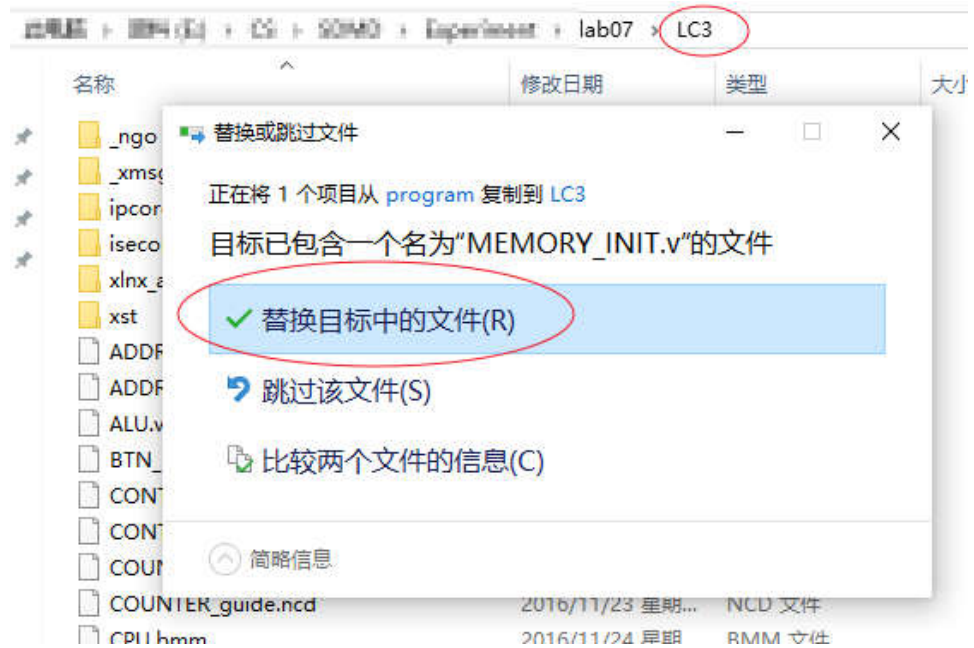 lab07 › LC3
名称 修改日期 类型 大小
_ngo
替换或跳过文件
_xmsg
正在将 1 个项目从 program 复制到 LC3
ipcor
目标已包含一个名为“MEMORY_INIT.v”的文件
iseco
xlnx_a
替换目标中的文件(R)
xst
ADDR
跳过该文件(S)
ADDR
ALU.v
比较两个文件的信息(C)
BTN_
CONT
CONT
简略信息
COUN
COUNTER_guide.ncd 2016/11/23 星期... NCD 文件
CPU.bmm 2016/11/24 星期 BMM 文件